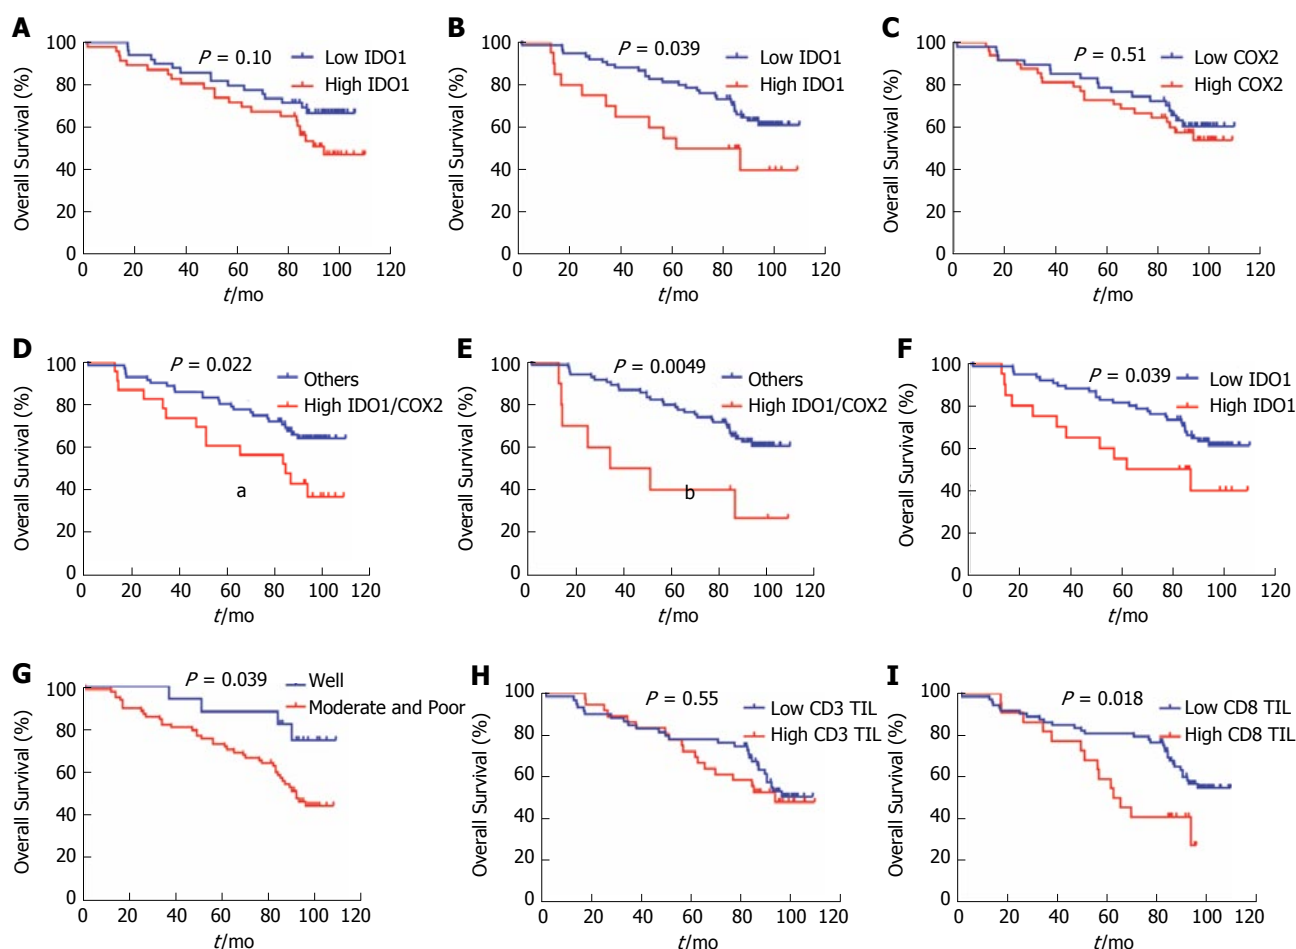 A
P = 0.10
Low IDO1
High IDO1
Overall Survival (%)
100
80
60
40
20
0
0 20 40 60 80 100 120
t/mo
B
P = 0.039
Low IDO1
High IDO1
Overall Survival (%)
100
80
60
40
20
0
0 20 40 60 80 100 120
t/mo
C
P = 0.51
Low COX2
High COX2
Overall Survival (%)
100
80
60
40
20
0
0 20 40 60 80 100 120
t/mo
D
P = 0.022
Others
High IDO1/COX2
a
Overall Survival (%)
100
80
60
40
20
0
0 20 40 60 80 100 120
t/mo
E
P = 0.0049
Others
High IDO1/COX2
b
Overall Survival (%)
100
80
60
40
20
0
0 20 40 60 80 100 120
t/mo
F
P = 0.039
Low IDO1
High IDO1
Overall Survival (%)
100
80
60
40
20
0
0 20 40 60 80 100 120
t/mo
G
P = 0.039
Well
Moderate and Poor
Overall Survival (%)
100
80
60
40
20
0
0 20 40 60 80 100 120
t/mo
H
P = 0.55
Low CD3 TIL
High CD3 TIL
Overall Survival (%)
100
80
60
40
20
0
0 20 40 60 80 100 120
t/mo
I
P = 0.018
Low CD8 TIL
High CD8 TIL
Overall Survival (%)
100
80
60
40
20
0
0 20 40 60 80 100 120
t/mo